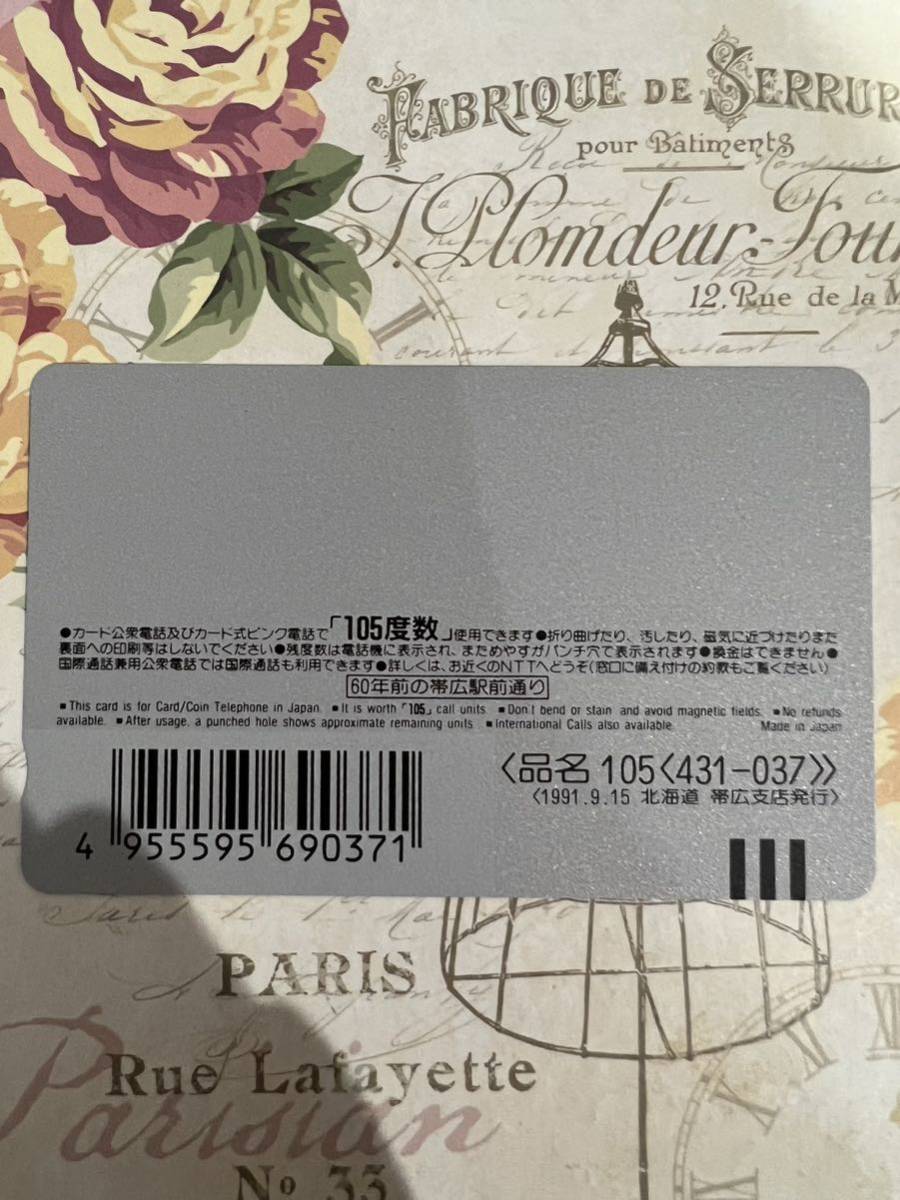 FABRIQUE DE SERRUR
pour Bâtiments
J. Plomdeur-Four
12. Rue de la M
●カード公衆電話及びカード式ピンク電話で「105度数」使用できます●折り曲げたり、汚したり、磁気に近づけたりまた
裏面への印刷等はしないでください●残度数は電話機に表示され、まためやすがパンチ穴で表示されます●換金はできません●
国際通話兼用公衆電話では国際通話も利用できます●詳しくは、お近くのNTTへどうぞ(窓口に備え付けの約款もご覧ください)
60年前の帯広駅前通り
■This card is for Card/Coin Telephone in Japan. ■It is worth「105」call units. ■Don't bend or stain and avoid magnetic fields. ■No refunds
available. ■After usage, a punched hole shows approximate remaining units. ■International Calls also available. Made in Japan
〈品名 105〈431-037〉〉
〈1991.9.15 北海道 帯広支店発行〉
4 955595 690371
PARIS
Rue Lafayette
Parisian
Nº 33